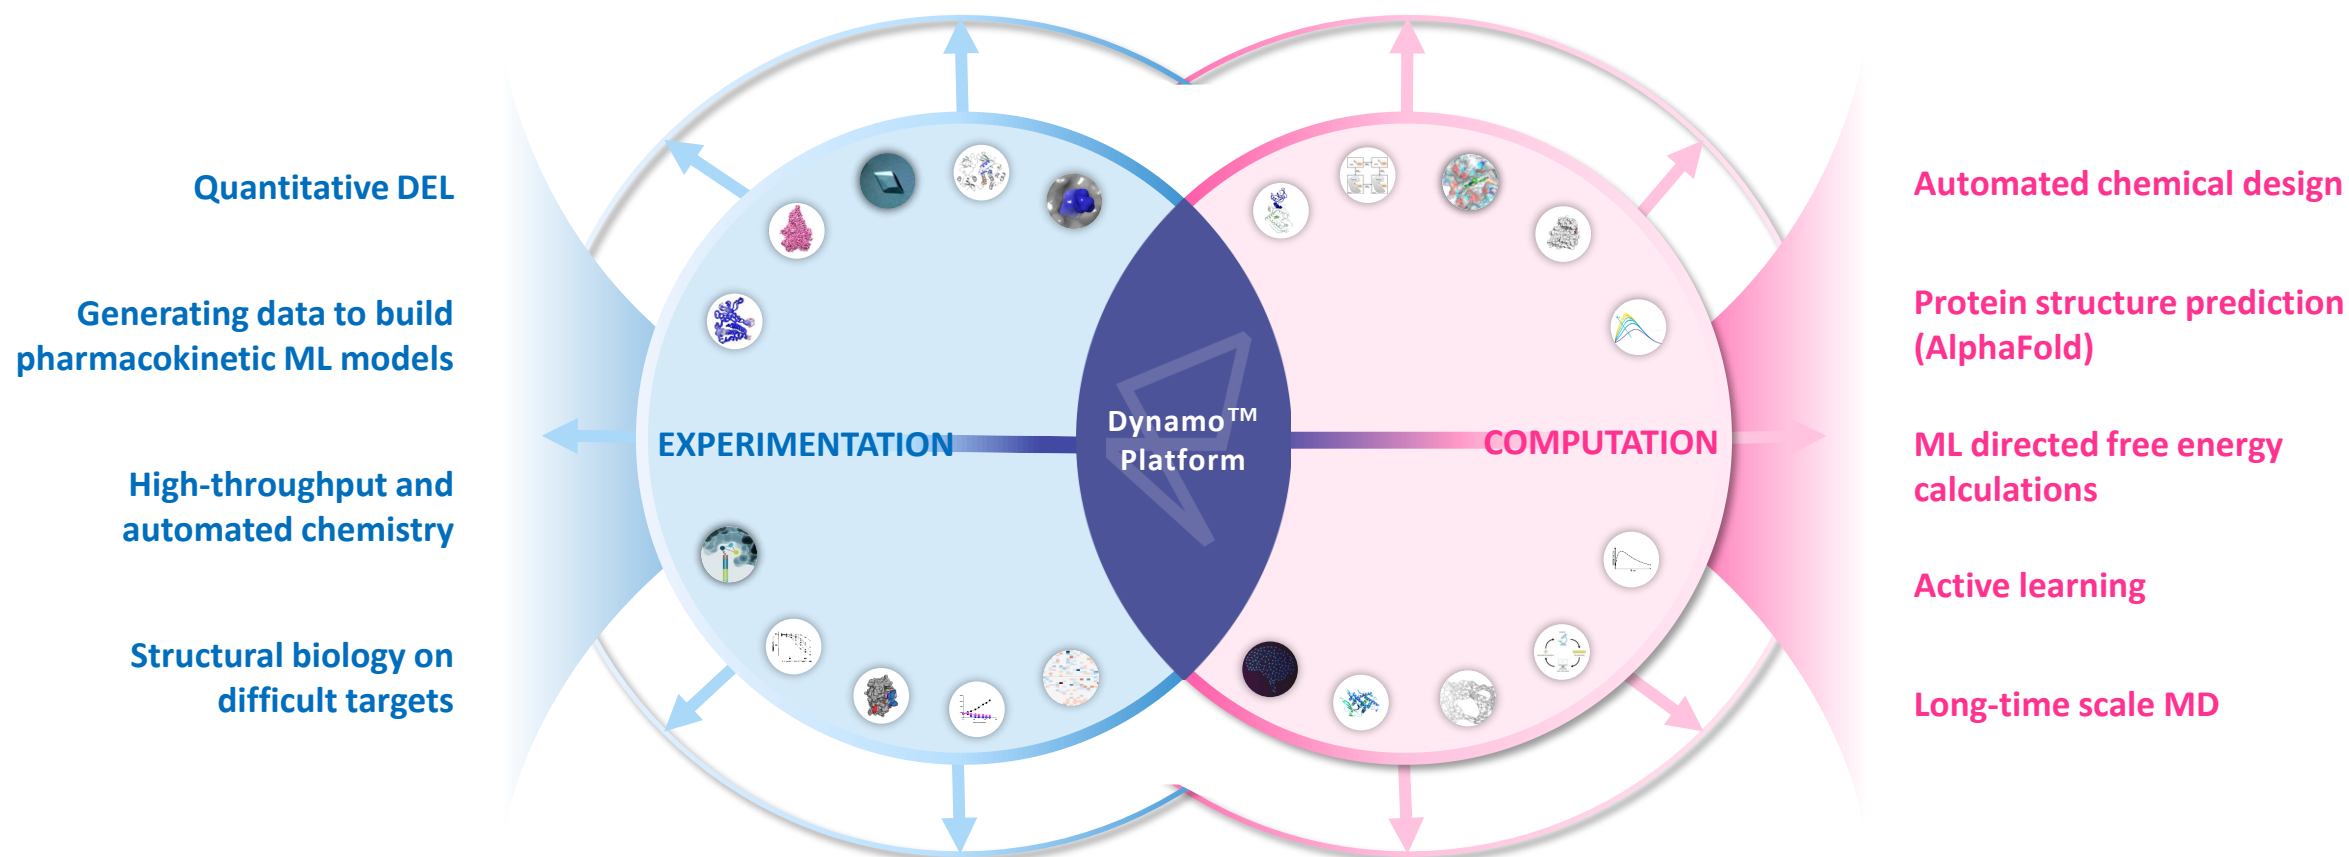 Quantitative DEL
Generating data to build
pharmacokinetic ML models
High-throughput and
automated chemistry
Structural biology on
difficult targets
EXPERIMENTATION
Dynamo™
Platform
COMPUTATION
Automated chemical design
Protein structure prediction
(AlphaFold)
ML directed free energy
calculations
Active learning
Long-time scale MD